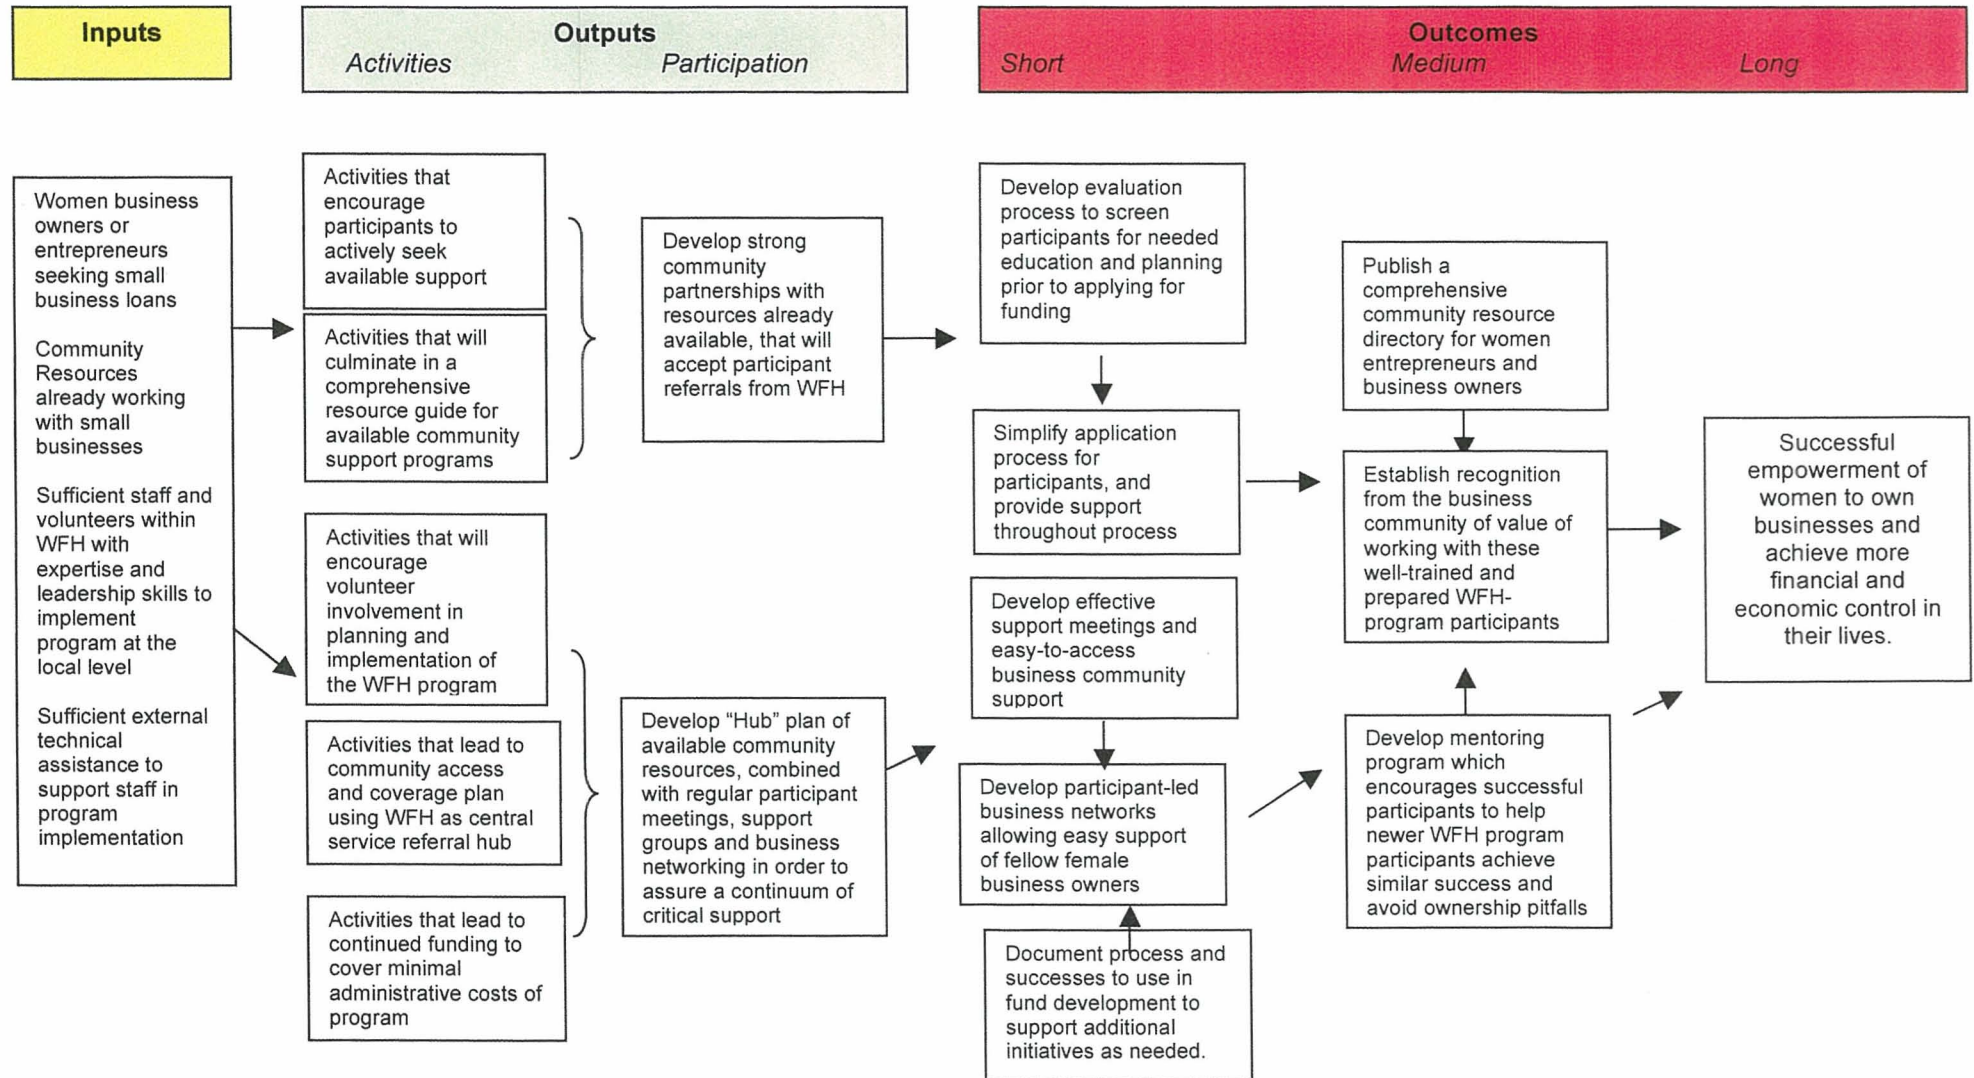 Inputs
Outputs
Activities Participation
Outcomes
Short Medium Long
Women business
owners or
entrepreneurs
seeking small
business loans
Community
Resources
already working
with small
businesses
Sufficient staff and
volunteers within
WFH with
expertise and
leadership skills to
implement
program at the
local level
Sufficient external
technical
assistance to
support staff in
program
implementation
Activities that
encourage
participants to
actively seek
available support
Activities that will
culminate in a
comprehensive
resource guide for
available community
support programs
Activities that will
encourage
volunteer
involvement in
planning and
implementation of
the WFH program
Activities that lead to
community access
and coverage plan
using WFH as central
service referral hub
Activities that lead to
continued funding to
cover minimal
administrative costs of
program
Develop strong
community
partnerships with
resources already
available, that will
accept participant
referrals from WFH
Develop “Hub” plan of
available community
resources, combined
with regular participant
meetings, support
groups and business
networking in order to
assure a continuum of
critical support
Develop evaluation
process to screen
participants for needed
education and planning
prior to applying for
funding
Simplify application
process for
participants, and
provide support
throughout process
Develop effective
support meetings and
easy-to-access
business community
support
Develop participant-led
business networks
allowing easy support
of fellow female
business owners
Document process and
successes to use in
fund development to
support additional
initiatives as needed.
Publish a
comprehensive
community resource
directory for women
entrepreneurs and
business owners
Establish recognition
from the business
community of value of
working with these
well-trained and
prepared WFH-
program participants
Develop mentoring
program which
encourages successful
participants to help
newer WFH program
participants achieve
similar success and
avoid ownership pitfalls
Successful
empowerment of
women to own
businesses and
achieve more
financial and
economic control in
their lives.